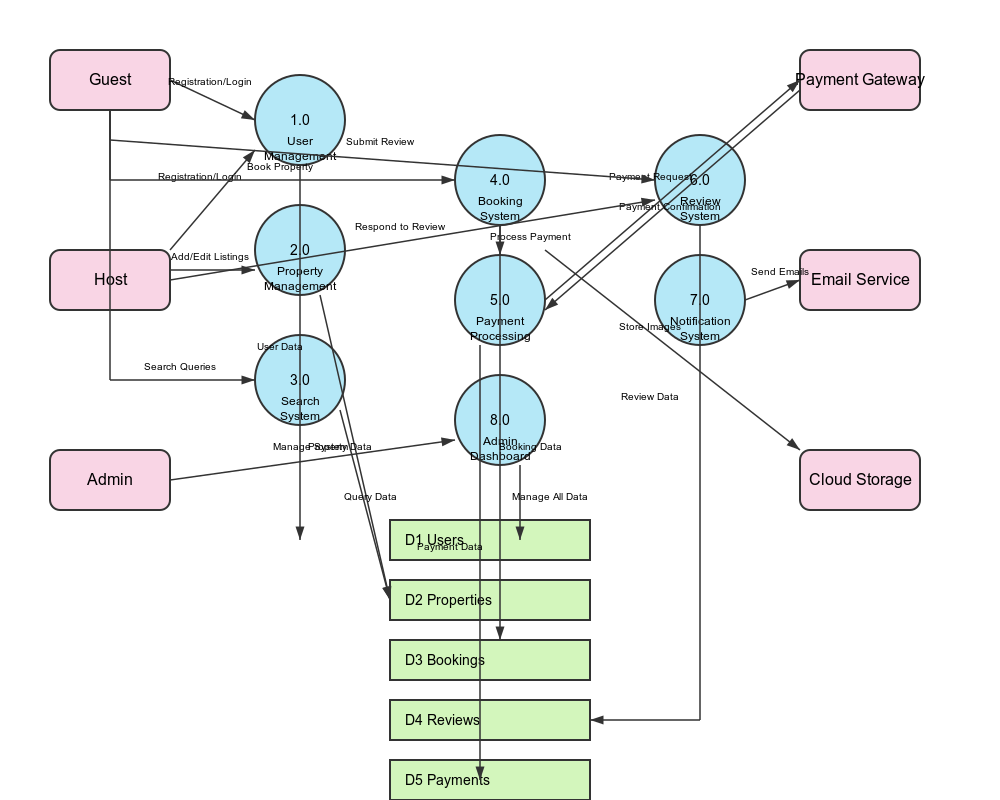 Guest
Registration/Login
1.0
User
Management
Submit Review
Book Property
Registration/Login
Payment Gateway
4.0
Booking
System
Payment Request
6.0
Review
System
Payment Confirmation
Host
Add/Edit Listings
2.0
Property
Management
Respond to Review
Process Payment
5.0
Payment
Processing
7.0
Notification
System
Send Emails
Email Service
Store Images
User Data
Search Queries
3.0
Search
System
Review Data
Admin
Manage System
Property Data
8.0
Admin
Dashboard
Booking Data
Cloud Storage
Query Data
Manage All Data
D1 Users
Payment Data
D2 Properties
D3 Bookings
D4 Reviews
D5 Payments